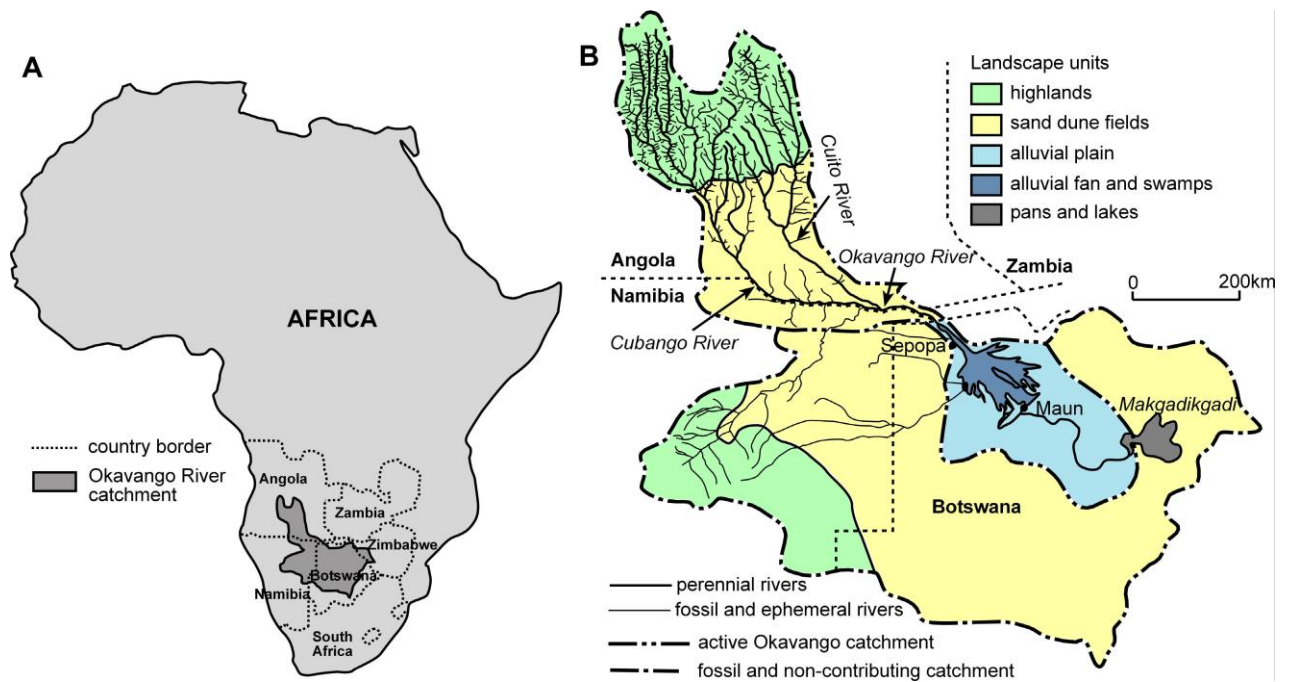 A
AFRICA
country border
Okavango River
catchment
Angola
Zambia
Zimbabwe
Botswana
Namibia
South
Africa
B
Landscape units
highlands
sand dune fields
alluvial plain
alluvial fan and swamps
pans and lakes
Cuito River
Okavango River
Angola
Namibia
Zambia
0 200km
Cubango River
Sepopa
Maun
Makgadikgadi
Botswana
perennial rivers
fossil and ephemeral rivers
active Okavango catchment
fossil and non-contributing catchment